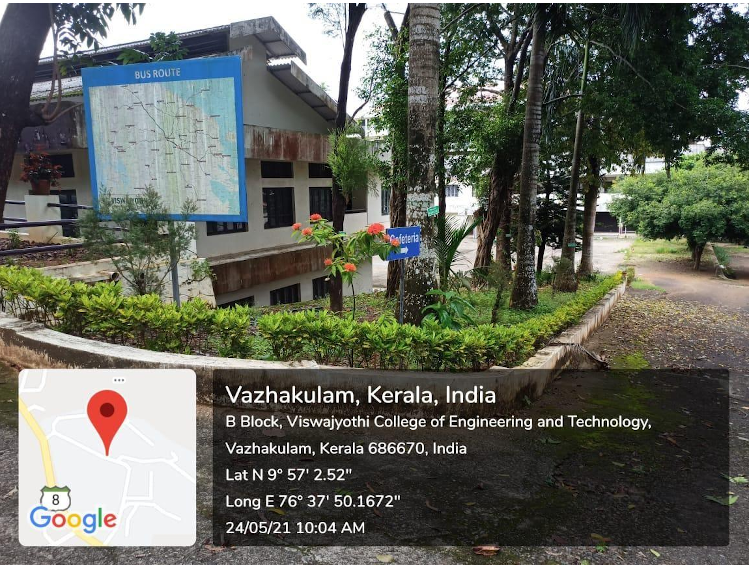 BUS ROUTE
Cafeteria
Vazhakulam, Kerala, India
B Block, Viswajyothi College of Engineering and Technology,
Vazhakulam, Kerala 686670, India
Lat N 9° 57' 2.52"
Long E 76° 37' 50.1672"
24/05/21 10:04 AM
8
Google